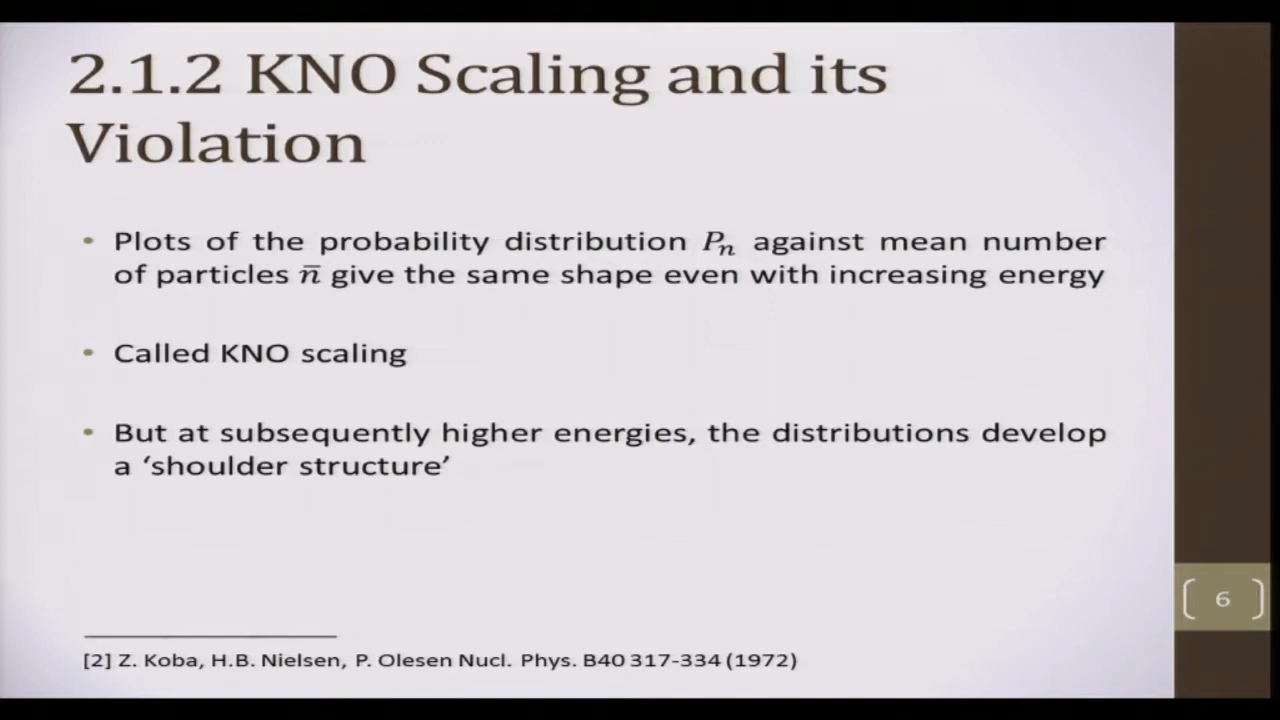 2.1.2 KNO Scaling and its
Violation
• Plots of the probability distribution Pₙ against mean number
of particles n̅ give the same shape even with increasing energy
• Called KNO scaling
• But at subsequently higher energies, the distributions develop
a ‘shoulder structure’
[2] Z. Koba, H.B. Nielsen, P. Olesen Nucl. Phys. B40 317-334 (1972)
[ 6 ]